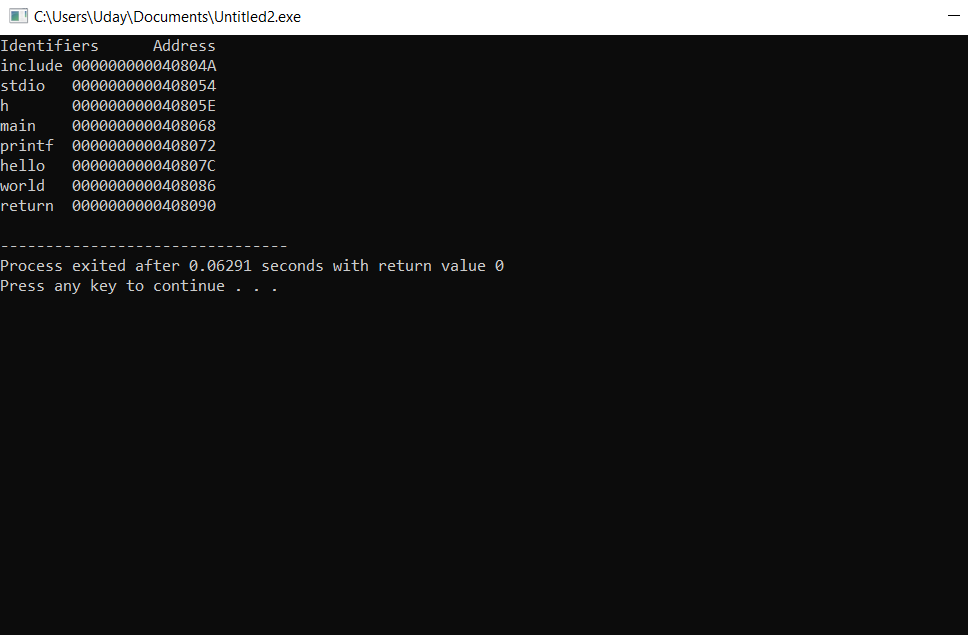 C:\Users\Uday\Documents\Untitled2.exe
Identifiers      Address
include 000000000040804A
stdio   0000000000408054
h       000000000040805E
main    0000000000408068
printf  0000000000408072
hello   000000000040807C
world   0000000000408086
return  0000000000408090
--------------------------------
Process exited after 0.06291 seconds with return value 0
Press any key to continue . . .